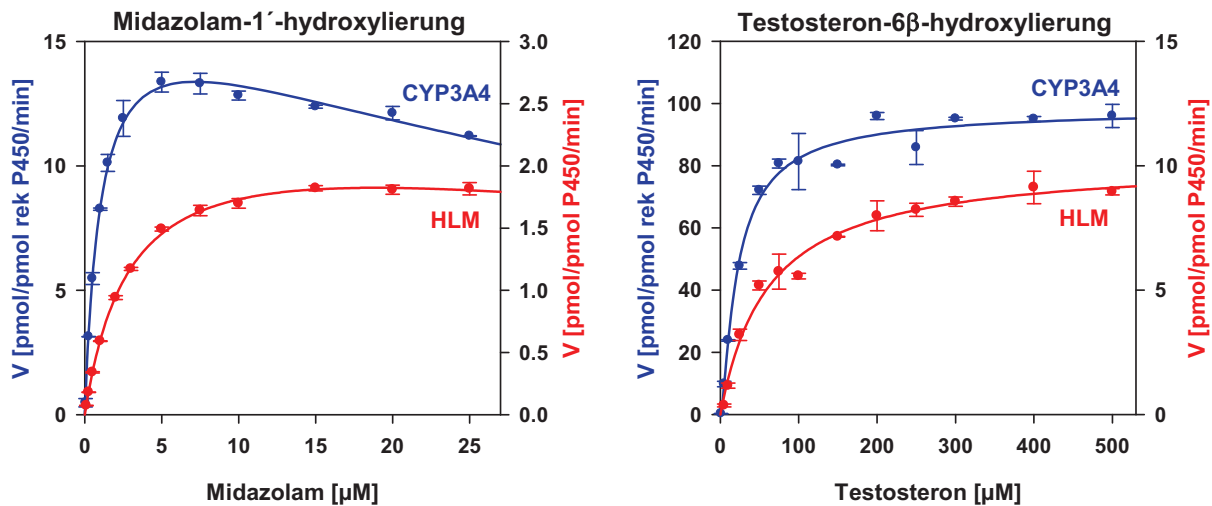 Midazolam-1´-hydroxylierung
15
10
5
0
V [pmol/pmol rek P450/min]
CYP3A4
HLM
3.0
2.5
2.0
1.5
1.0
0.5
0.0
V [pmol/pmol P450/min]
0 5 10 15 20 25
Midazolam [µM]
Testosteron-6β-hydroxylierung
120
100
80
60
40
20
0
V [pmol/pmol rek P450/min]
CYP3A4
HLM
15
10
5
0
V [pmol/pmol P450/min]
0 100 200 300 400 500
Testosteron [µM]